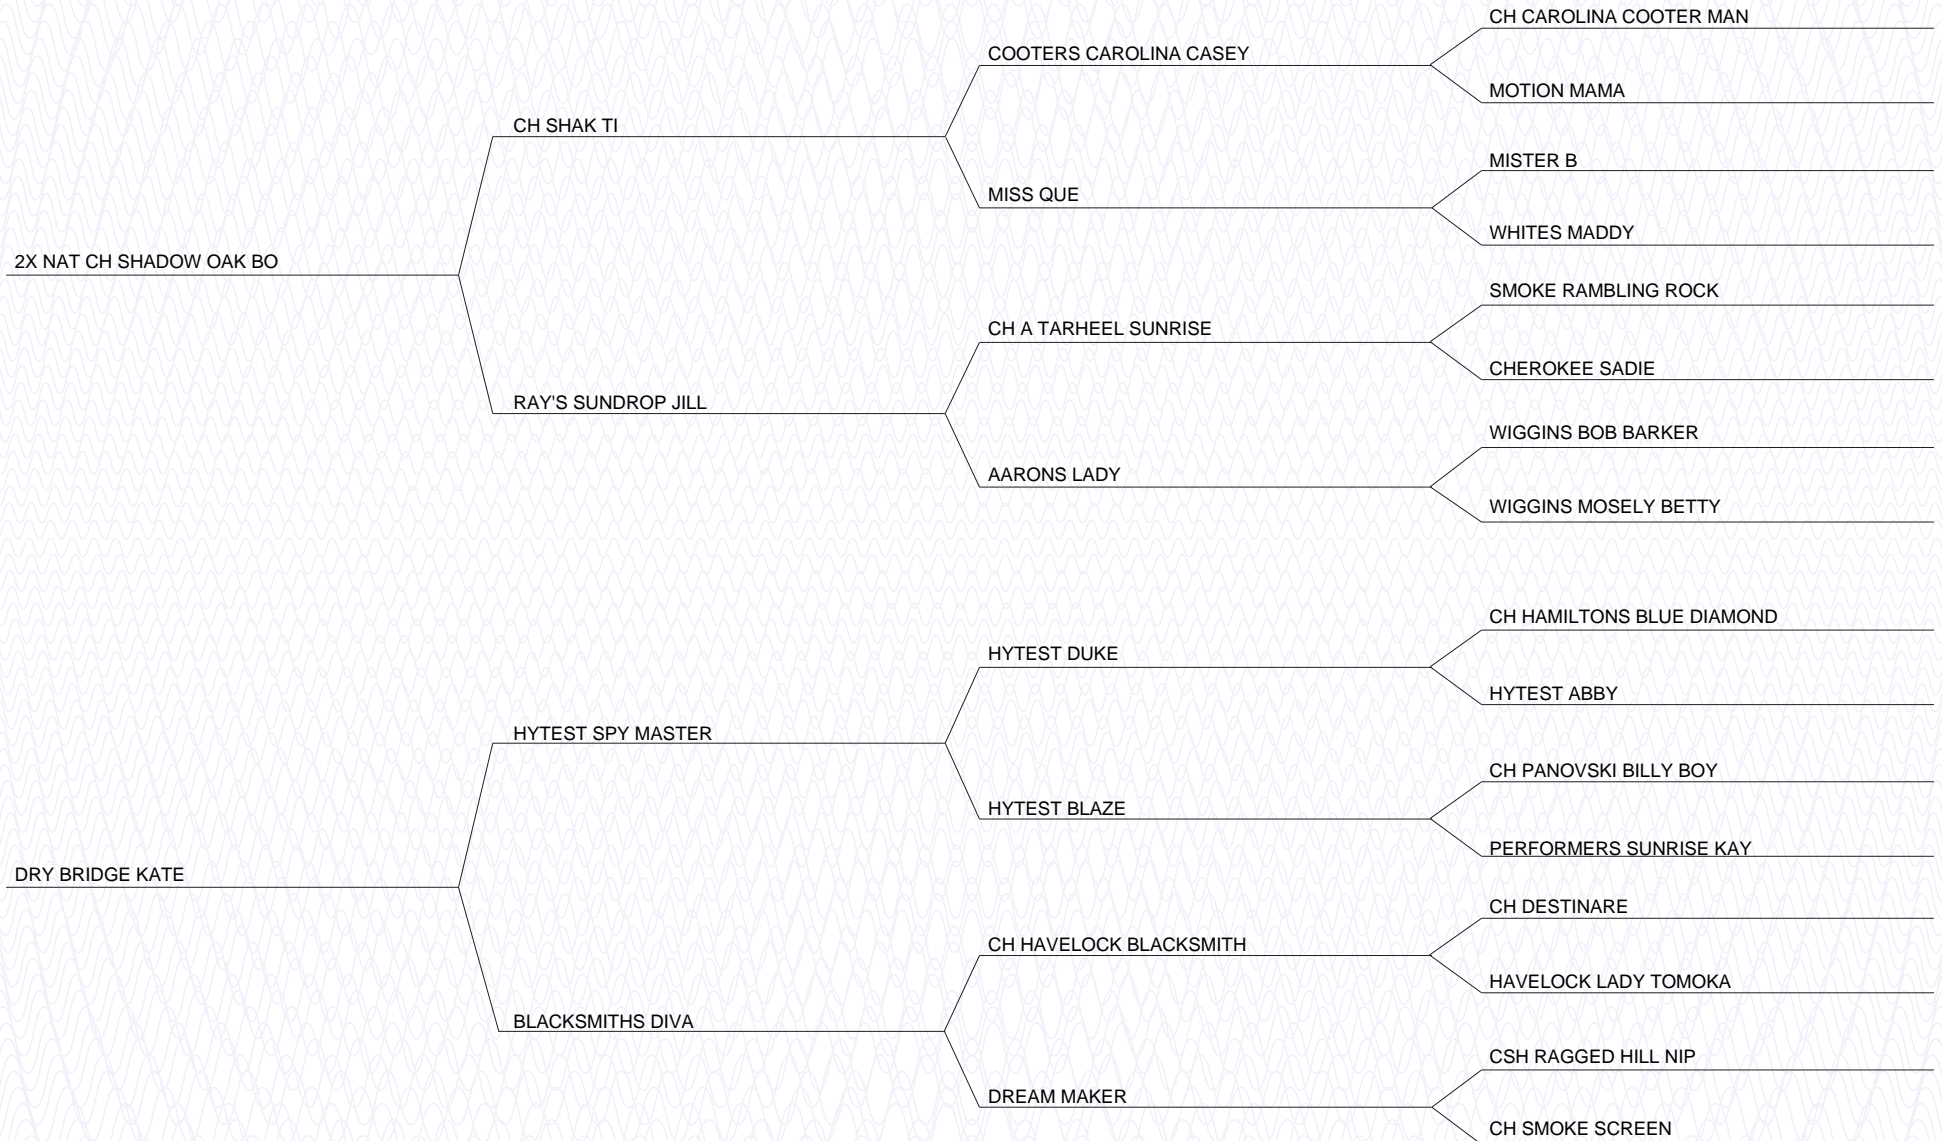 CH CAROLINA COOTER MAN
COOTERS CAROLINA CASEY
MOTION MAMA
CH SHAK TI
MISTER B
MISS QUE
WHITES MADDY
2X NAT CH SHADOW OAK BO
SMOKE RAMBLING ROCK
CH A TARHEEL SUNRISE
CHEROKEE SADIE
RAY'S SUNDROP JILL
WIGGINS BOB BARKER
AARONS LADY
WIGGINS MOSELY BETTY
CH HAMILTONS BLUE DIAMOND
HYTEST DUKE
HYTEST ABBY
HYTEST SPY MASTER
CH PANOVSKI BILLY BOY
HYTEST BLAZE
PERFORMERS SUNRISE KAY
DRY BRIDGE KATE
CH DESTINARE
CH HAVELOCK BLACKSMITH
HAVELOCK LADY TOMOKA
BLACKSMITHS DIVA
CSH RAGGED HILL NIP
DREAM MAKER
CH SMOKE SCREEN